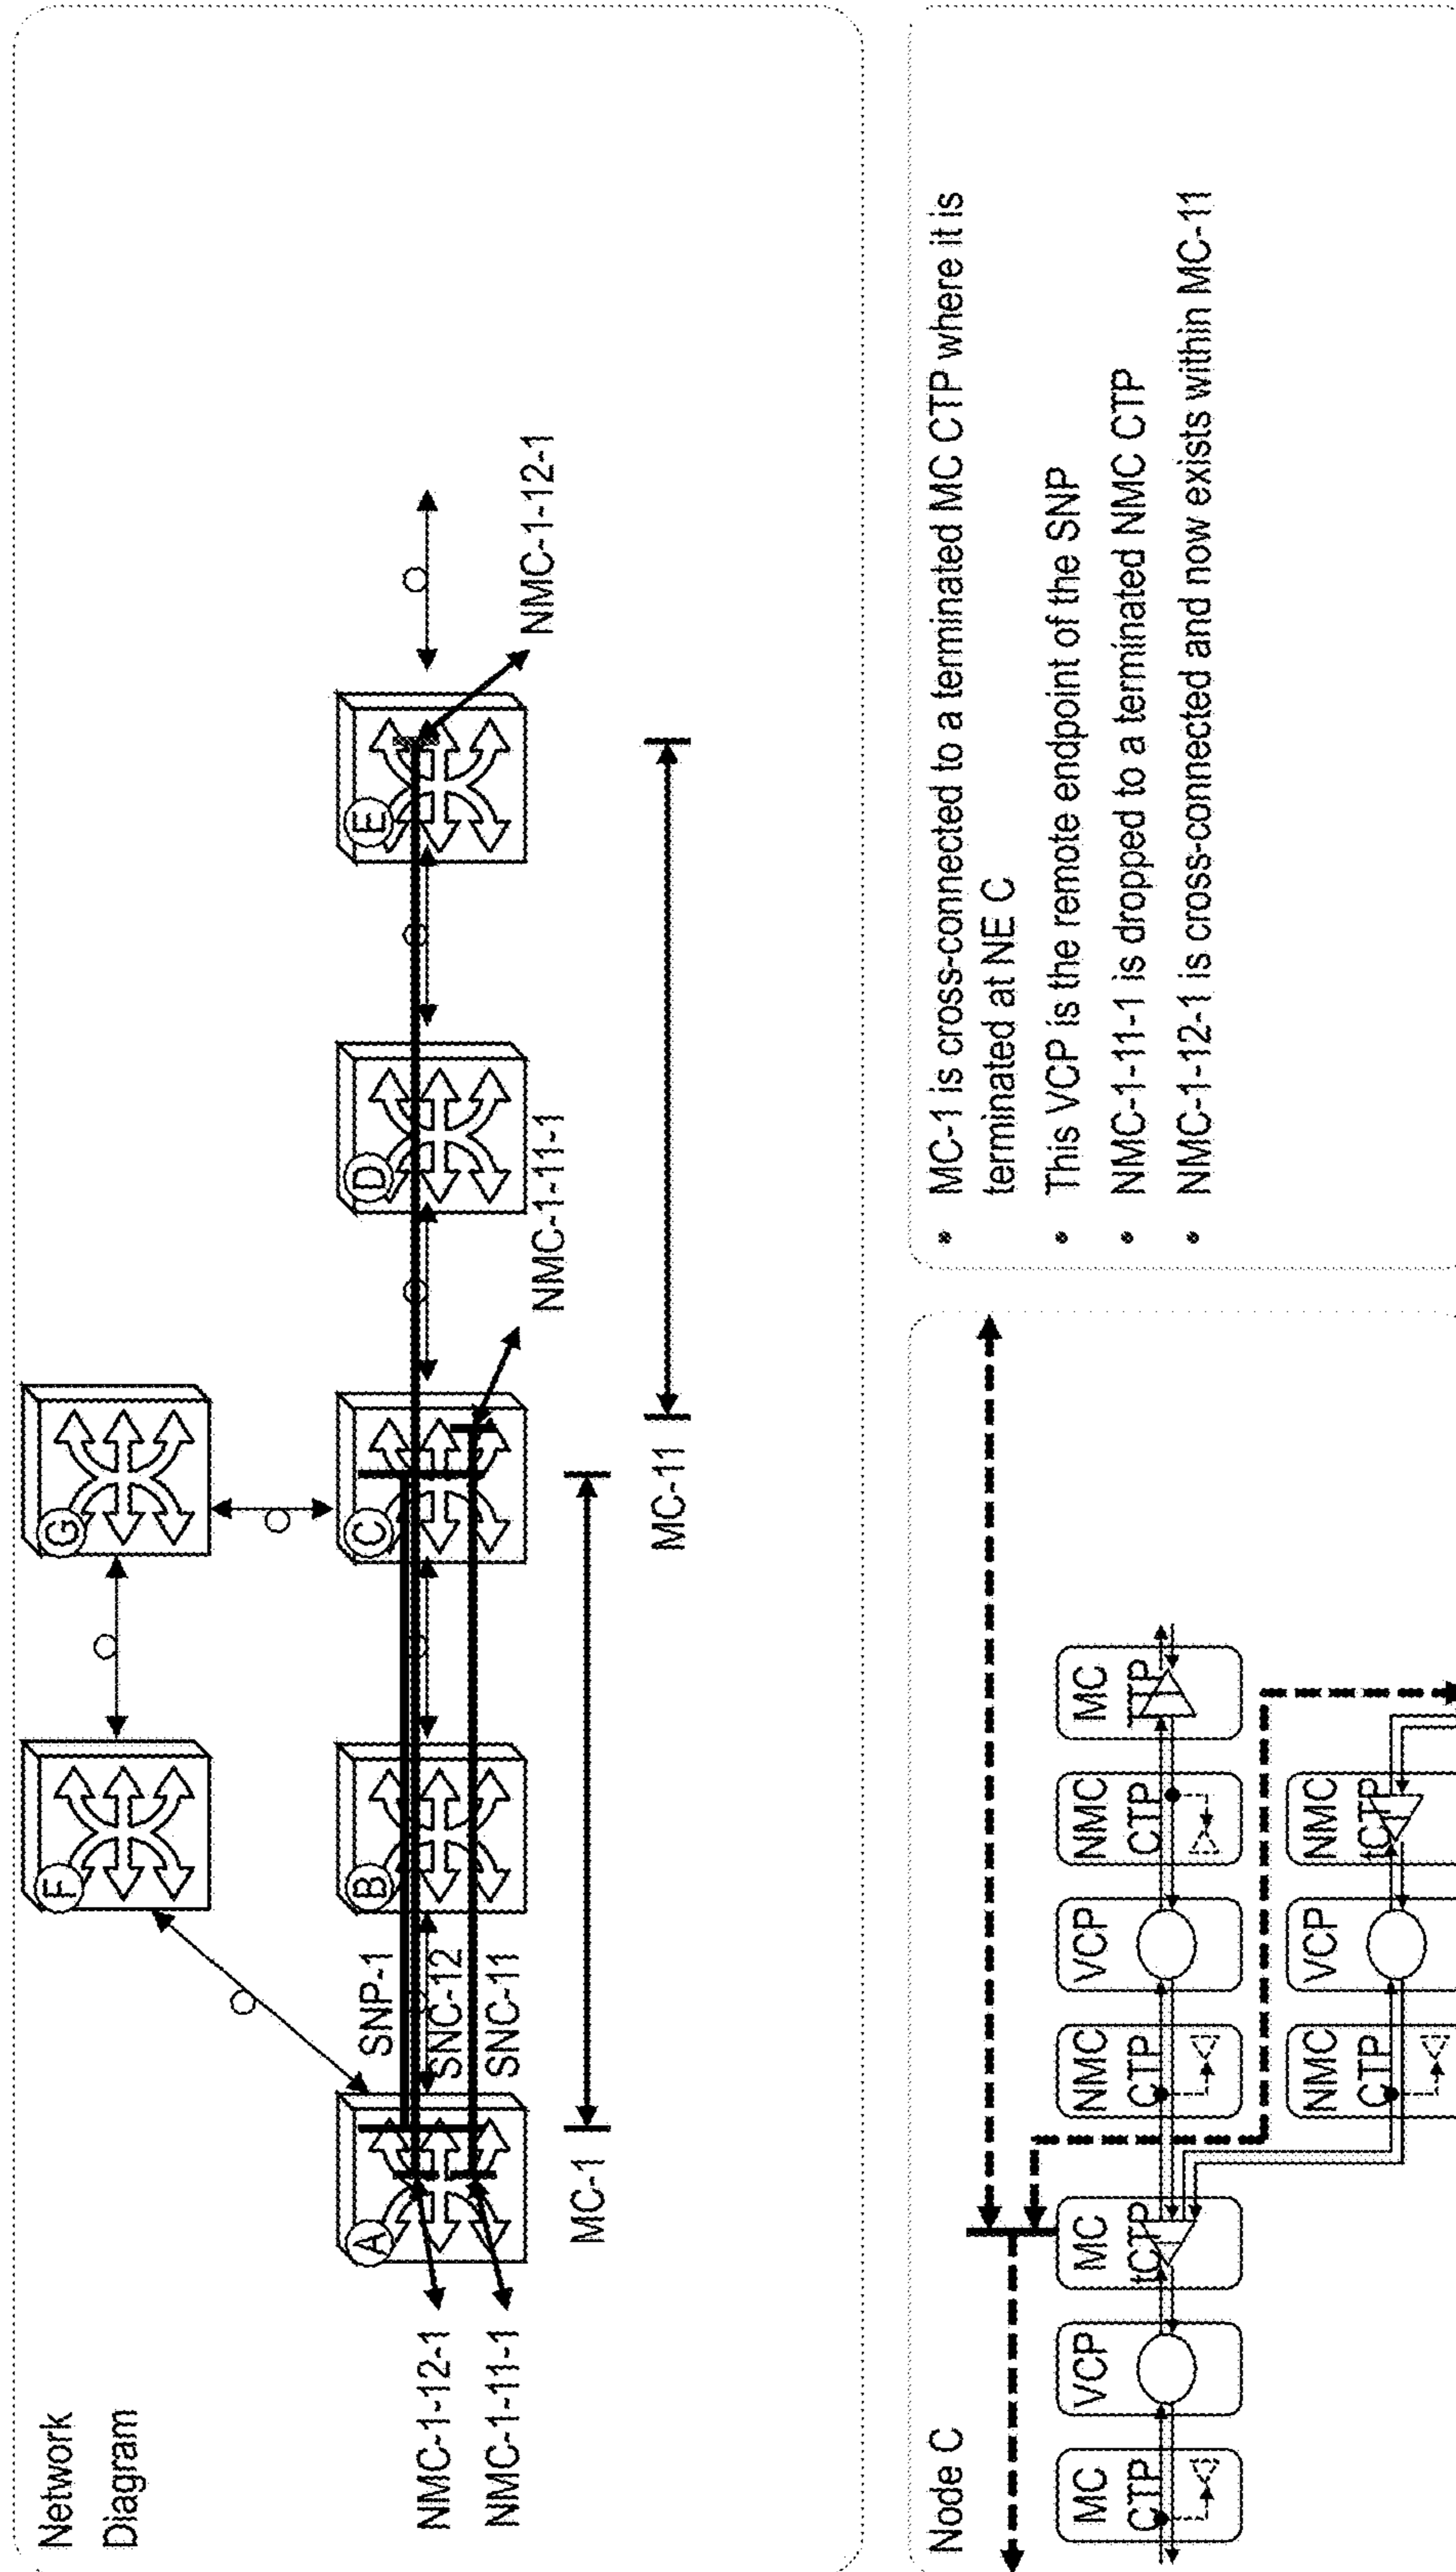 Network
Diagram
F
G
A
B
C
D
E
SNP-1
SNC-12
SNC-11
NMC-1-12-1
NMC-1-11-1
NMC-1-11-1
NMC-1-12-1
MC-1
MC-11
Node C
MC
CTP
VCP
MC
tCTP
NMC
CTP
VCP
NMC
CTP
MC
TTP
NMC
CTP
VCP
NMC
tCTP
• MC-1 is cross-connected to a terminated MC CTP where it is
terminated at NE C
• This VCP is the remote endpoint of the SNP
• NMC-1-11-1 is dropped to a terminated NMC CTP
• NMC-1-12-1 is cross-connected and now exists within MC-11